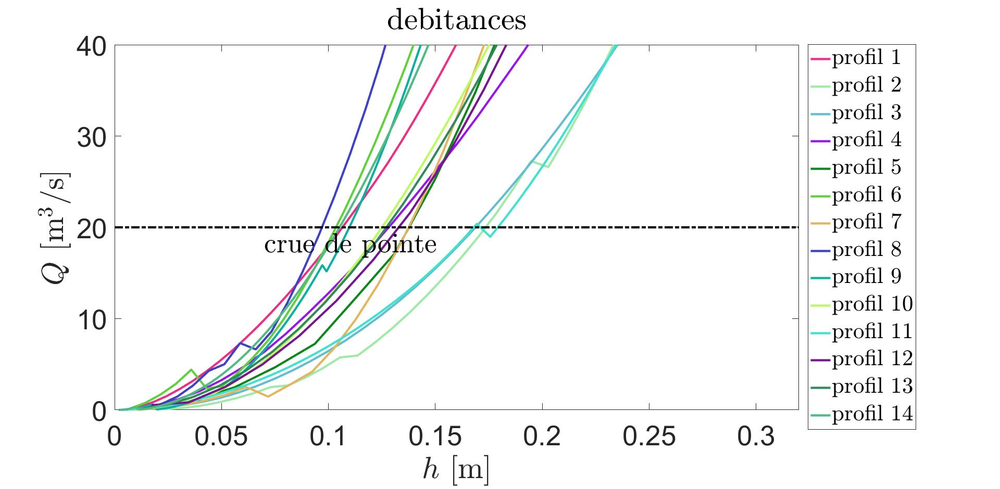 debitances
40
30
20
10
0
Q [m³/s]
crue de pointe
0 0.05 0.1 0.15 0.2 0.25 0.3
h [m]
profil 1
profil 2
profil 3
profil 4
profil 5
profil 6
profil 7
profil 8
profil 9
profil 10
profil 11
profil 12
profil 13
profil 14